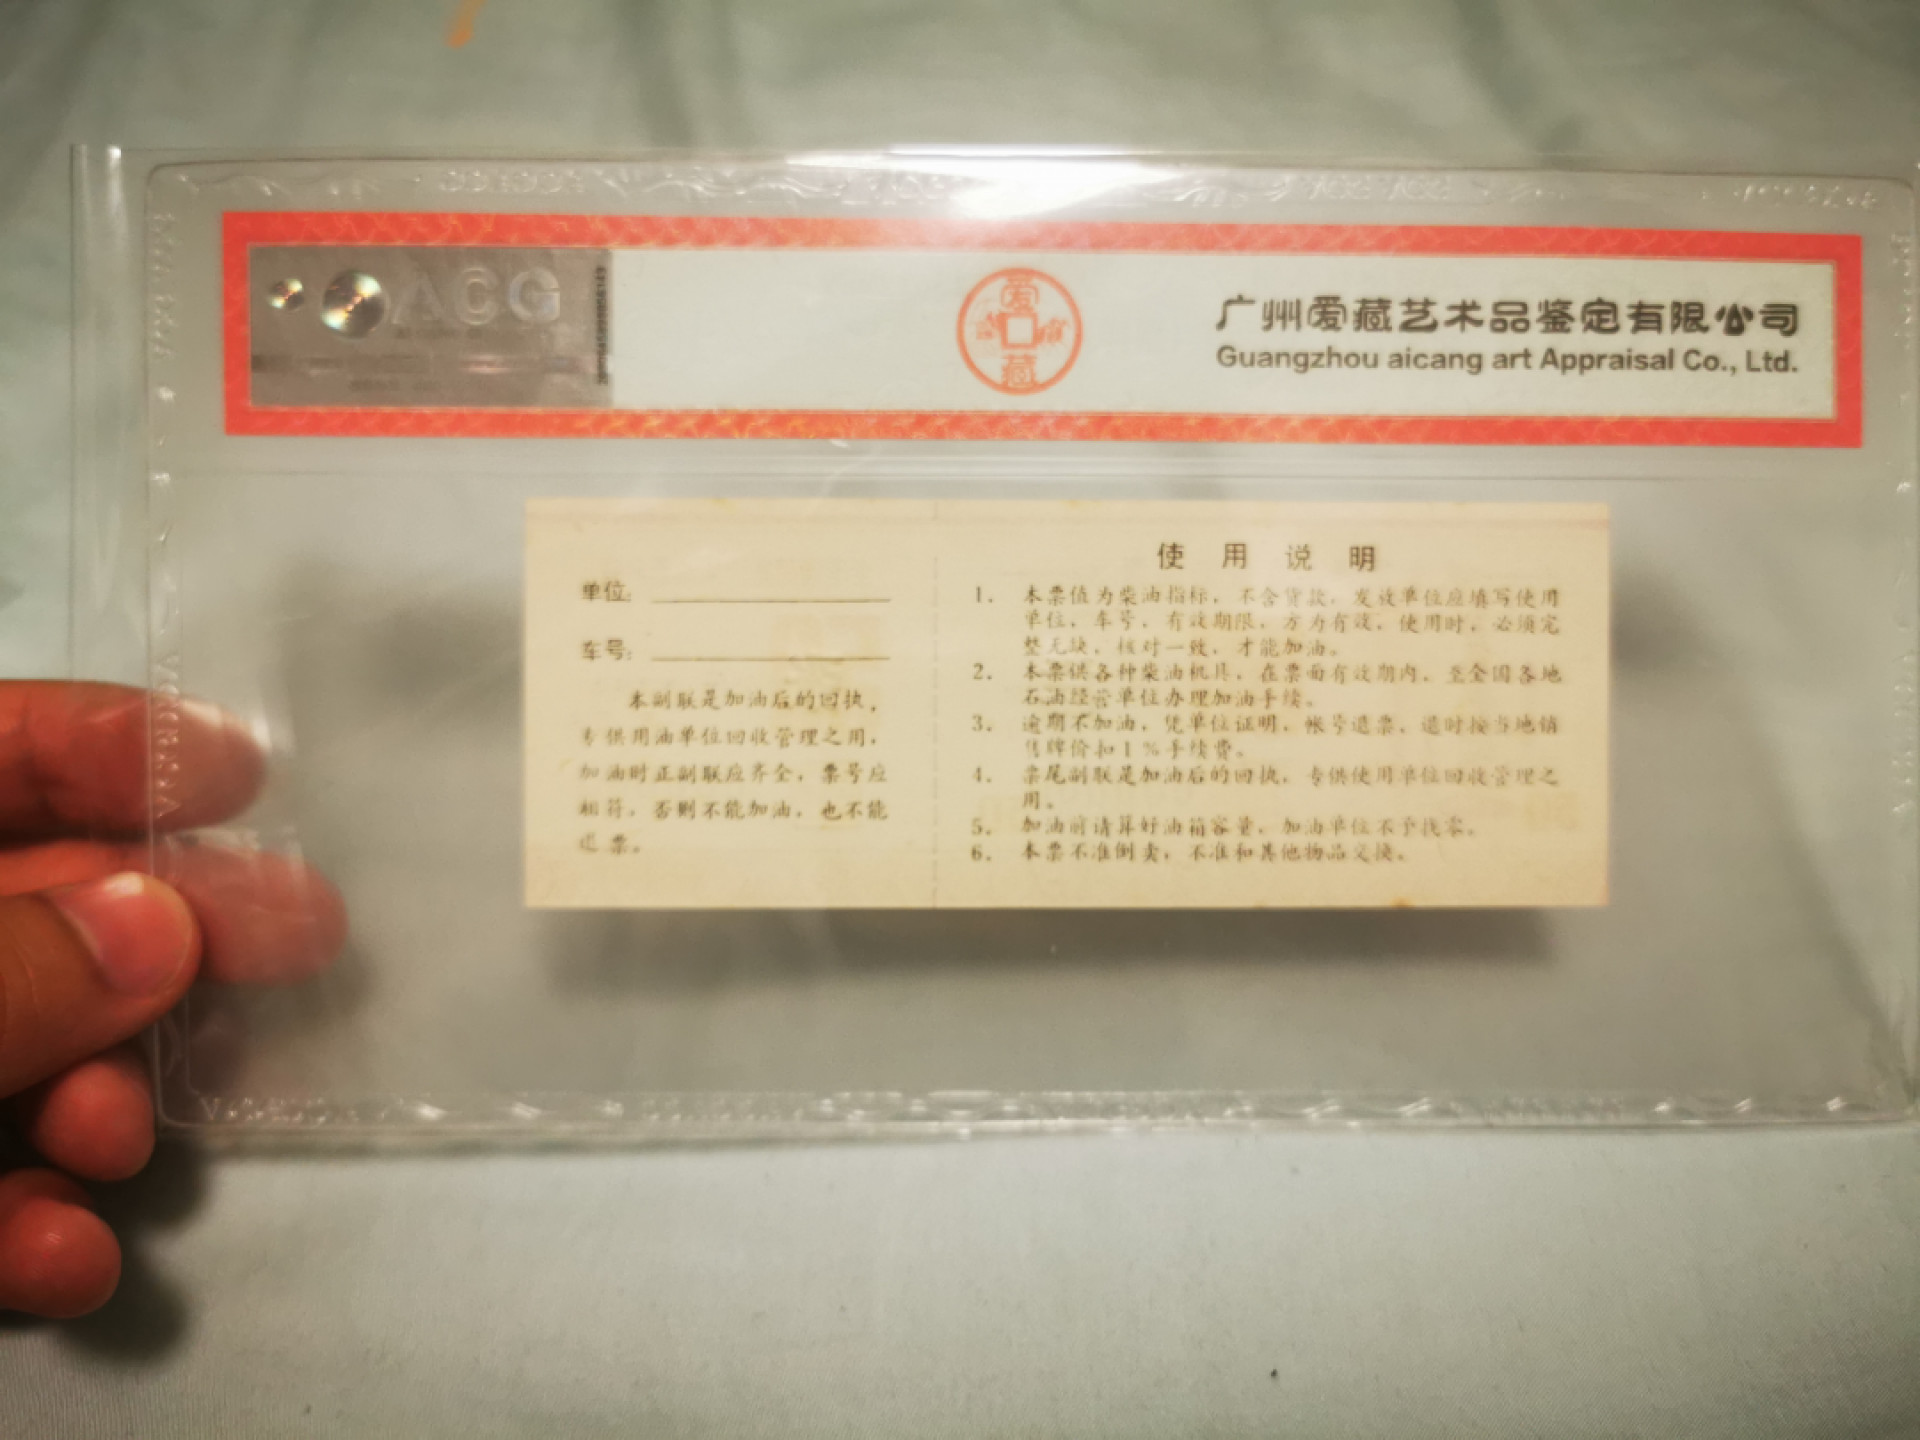 ACG
爱藏
广州爱藏艺术品鉴定有限公司
Guangzhou aicang art Appraisal Co., Ltd.
单位:
车号:
本副联是加油后的回执，
专供用油单位回收管理之用，
加油时正副联应齐全，票号应
相符，否则不能加油，也不能
退票。
使用说明
1. 本票值为柴油指标，不含货款，发放单位应填写使用
单位，车号，有效期限，方为有效，使用时，必须完
整无块，核对一致，才能加油。
2. 本票供各种柴油机具，在票面有效期内，至全国各地
石油经营单位办理加油手续。
3. 逾期不加油，凭单位证明，帐号退票，退时按当地销
售牌价扣1%手续费。
4. 票尾副联是加油后的回执，专供使用单位回收管理之
用。
5. 加油前请算好油箱容量，加油单位不予找零。
6. 本票不准倒卖，不准和其他物品交换。